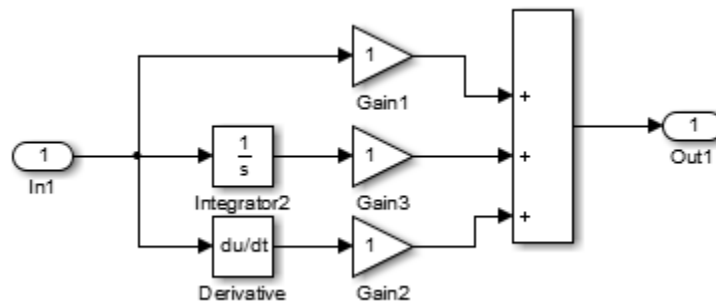 1
Gain1
+
1
In1
1
s
Integrator2
1
Gain3
+
1
Out1
du/dt
Derivative
1
Gain2
+